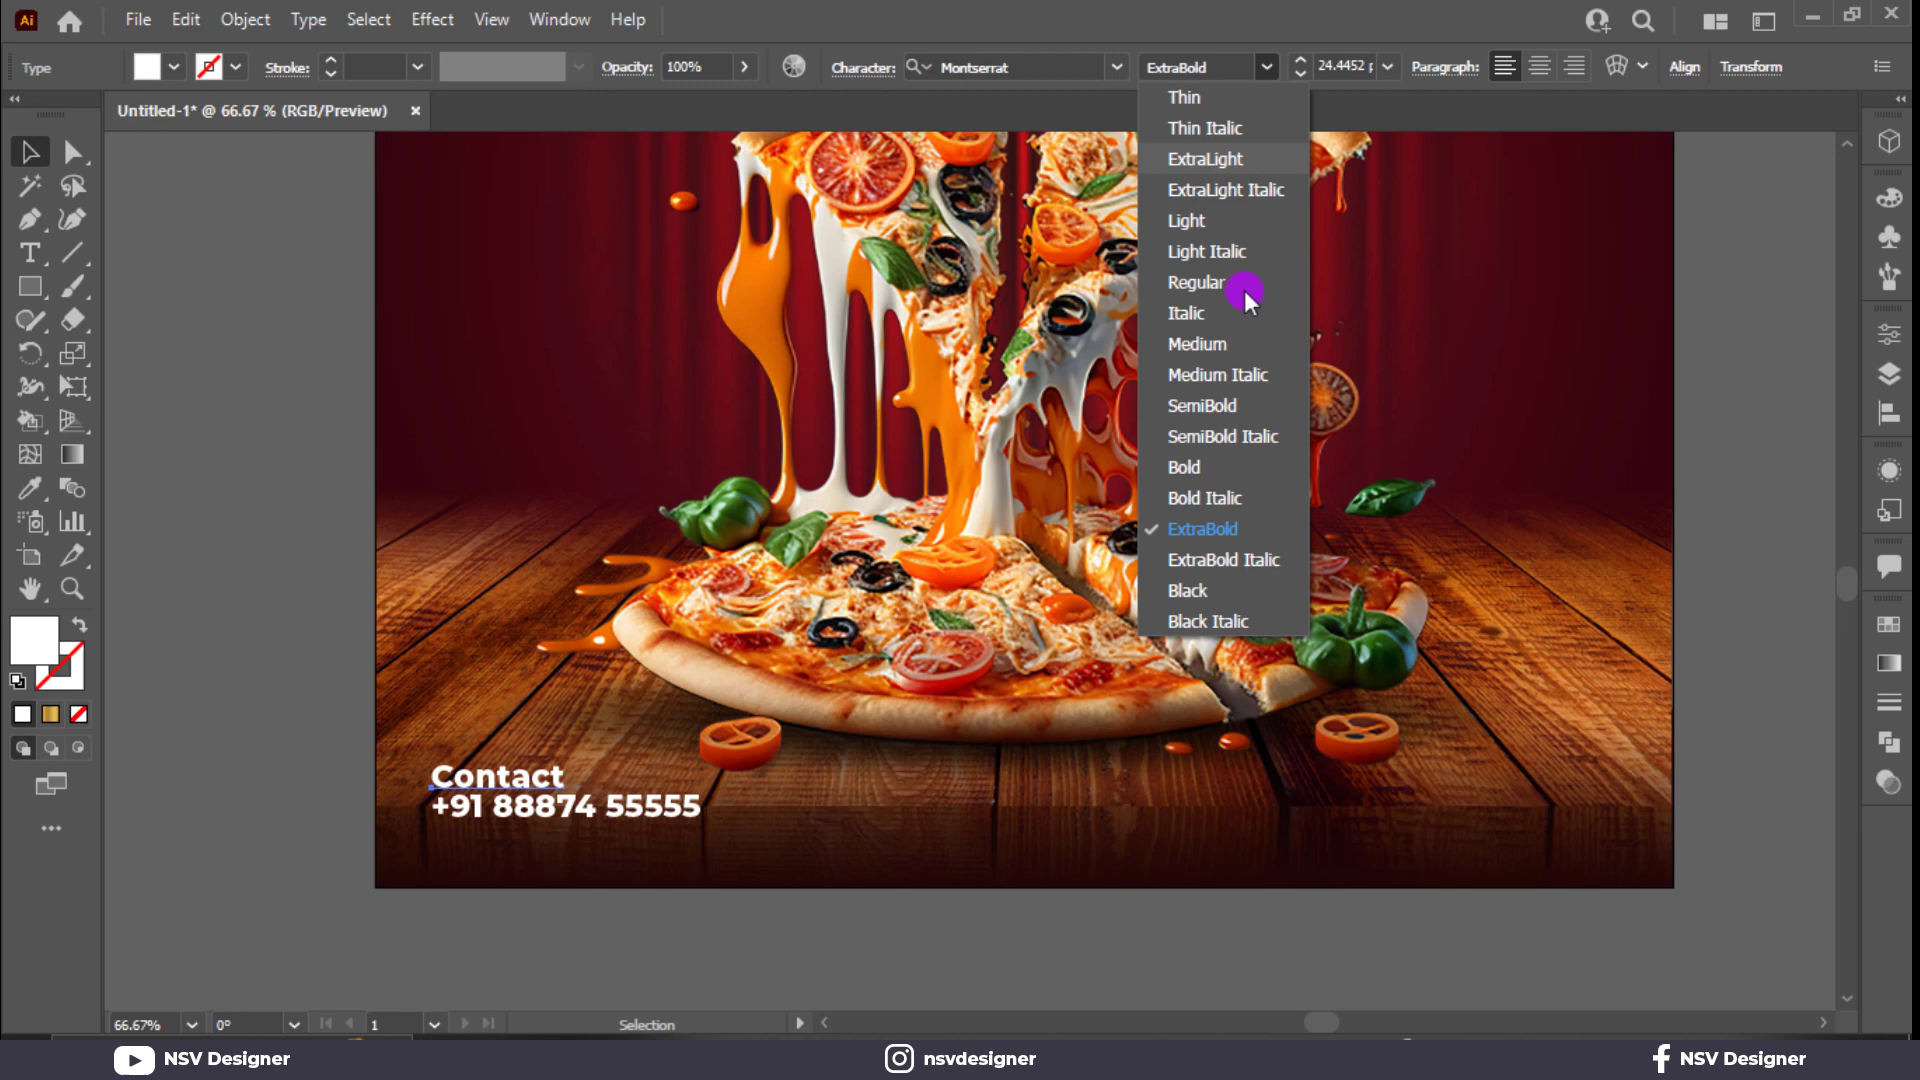 Ai File Edit Object Type Select Effect View Window Help
Type Stroke: Opacity: 100% Character: Montserrat ExtraBold 24.4452 Paragraph: Align Transform
Untitled-1* @ 66.67 % (RGB/Preview)
Thin
Thin Italic
ExtraLight
ExtraLight Italic
Light
Light Italic
Regular
Italic
Medium
Medium Italic
SemiBold
SemiBold Italic
Bold
Bold Italic
ExtraBold
ExtraBold Italic
Black
Black Italic
Contact
+91 88874 55555
66.67% 0° 1 Selection
NSV Designer nsvdesigner NSV Designer